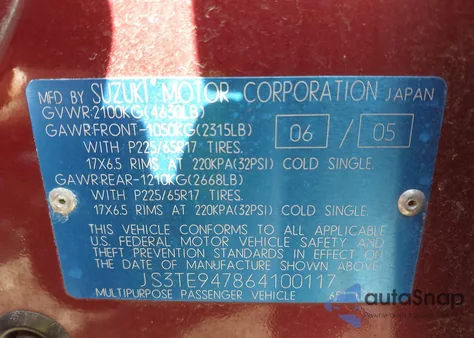 MFD BY SUZUKI MOTOR CORPORATION JAPAN
GVWR:2100KG(4630LB)
GAWR:FRONT-1050KG(2315LB) 06 / 05
WITH P225/65R17 TIRES.
17X6.5 RIMS AT 220KPA(32PSI) COLD SINGLE.
GAWR:REAR-1210KG(2668LB)
WITH P225/65R17 TIRES.
17X6.5 RIMS AT 220KPA(32PSI) COLD SINGLE.
THIS VEHICLE CONFORMS TO ALL APPLICABLE
U.S. FEDERAL MOTOR VEHICLE SAFETY AND
THEFT PREVENTION STANDARDS IN EFFECT ON
THE DATE OF MANUFACTURE SHOWN ABOVE.
JS3TE947864100117
MULTIPURPOSE PASSENGER VEHICLE
autoSnap